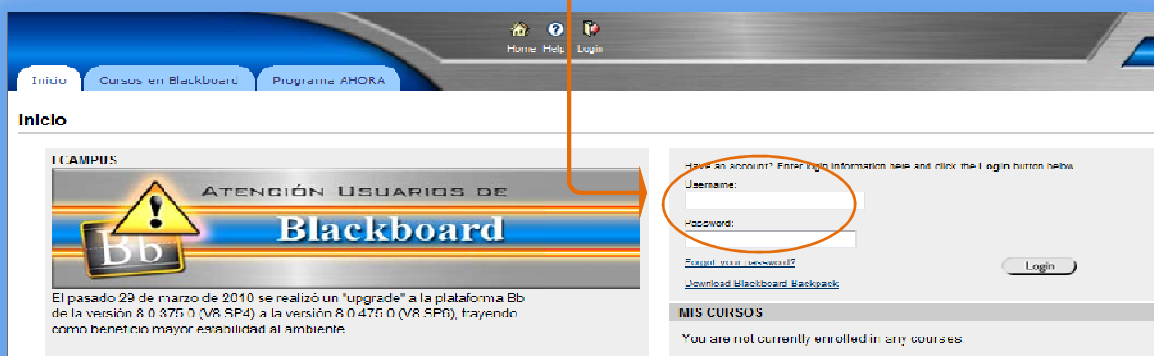 Home Help Login
Inicio Cursos en Blackboard Programa AHORA
Inicio
ECAMPUS
ATENCIÓN USUARIOS DE
Blackboard
Bb
El pasado 29 de marzo de 2010 se realizó un "upgrade" a la plataforma Bb
de la versión 8.0.375.0 (V8 SP4) a la versión 8.0.475.0 (V8 SP6), trayendo
como beneficio mayor estabilidad al ambiente
Have an account? Enter login information here and click the Login button below.
Username:
Password:
Forgot your password?
Login
Download Blackboard Backpack
MIS CURSOS
You are not currently enrolled in any courses.